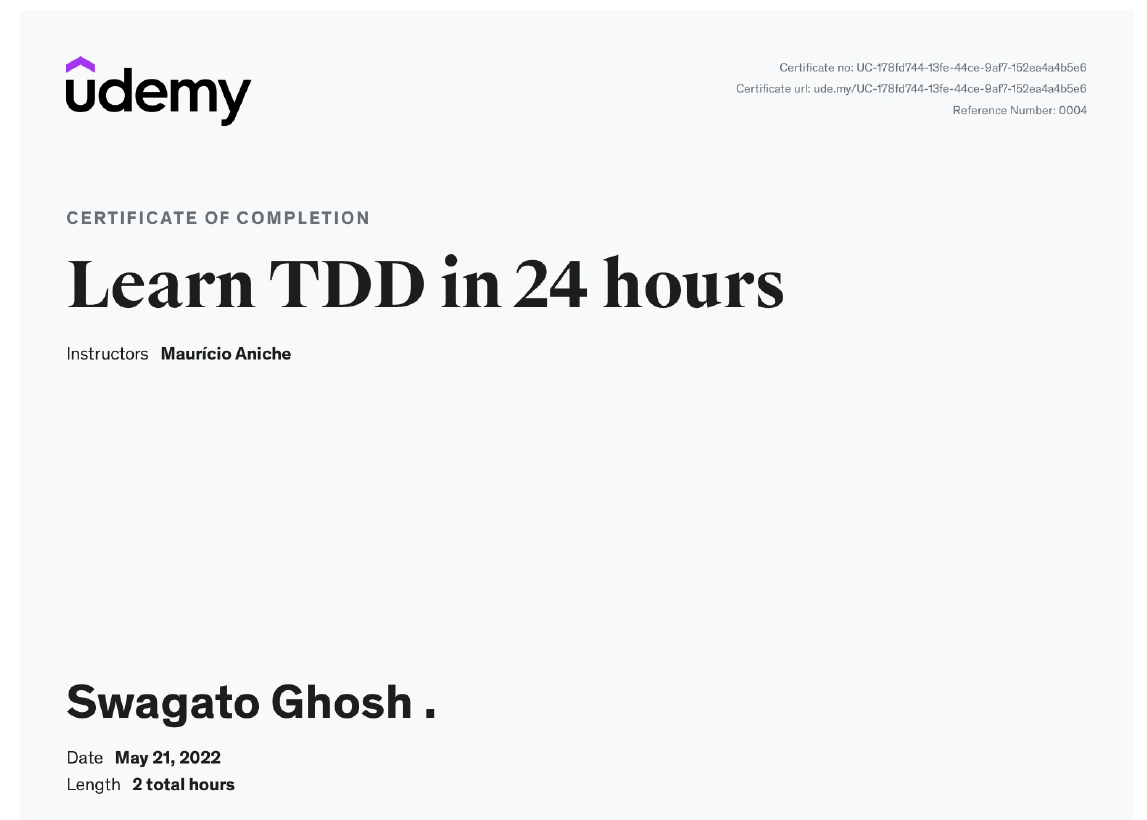 udemy
Certificate no: UC-178fd744-13fe-44ce-9af7-152ea4a4b5e6
Certificate url: ude.my/UC-178fd744-13fe-44ce-9af7-152ea4a4b5e6
Reference Number: 0004
CERTIFICATE OF COMPLETION
Learn TDD in 24 hours
Instructors Maurício Aniche
Swagato Ghosh .
Date May 21, 2022
Length 2 total hours